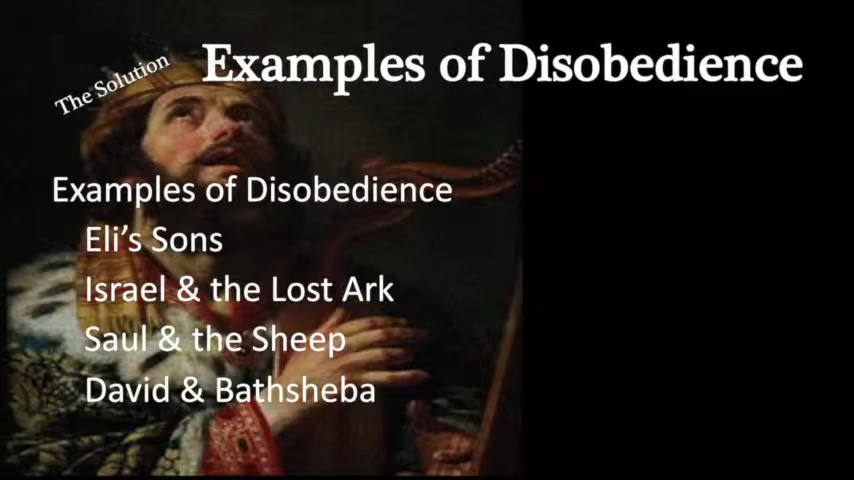 The Solution
Examples of Disobedience
Examples of Disobedience
Eli's Sons
Israel & the Lost Ark
Saul & the Sheep
David & Bathsheba